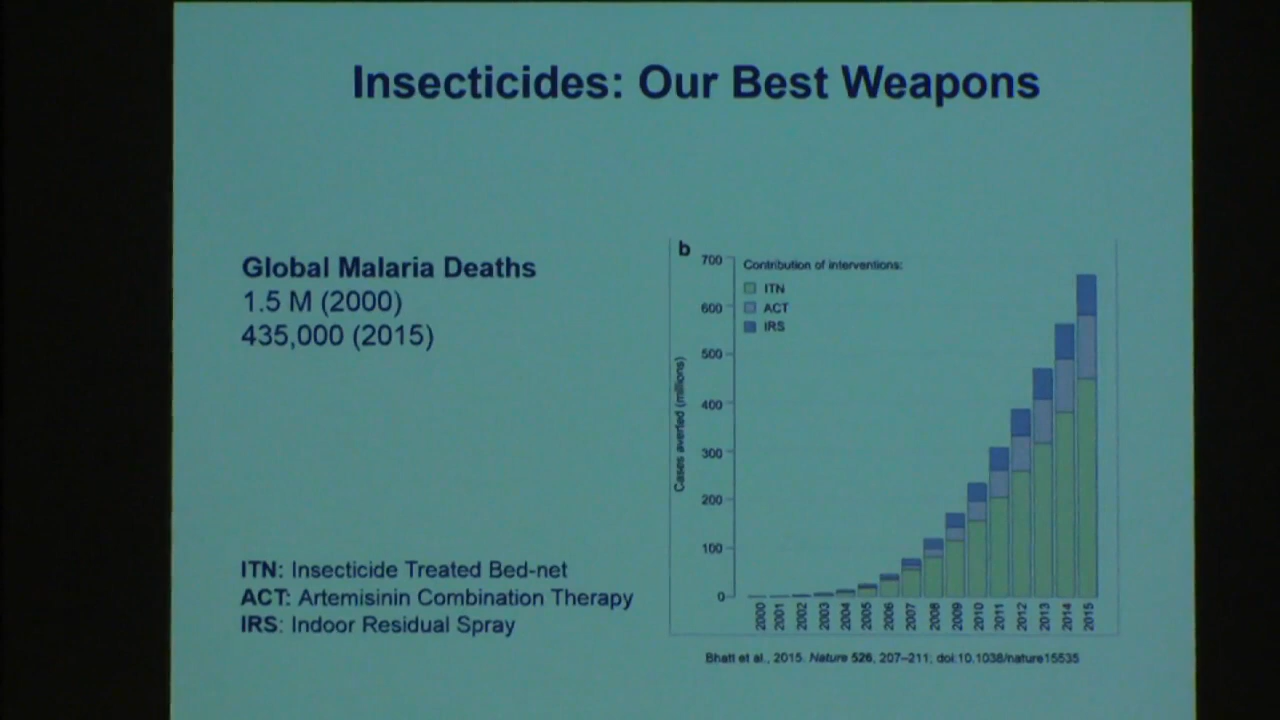 Insecticides: Our Best Weapons
Global Malaria Deaths
1.5 M (2000)
435,000 (2015)
ITN: Insecticide Treated Bed-net
ACT: Artemisinin Combination Therapy
IRS: Indoor Residual Spray
b
Contribution of interventions:
ITN
ACT
IRS
Cases averted (millions)
700
600
500
400
300
200
100
0
2000
2001
2002
2003
2004
2005
2006
2007
2008
2009
2010
2011
2012
2013
2014
2015
Bhatt et al., 2015. Nature 526, 207–211; doi:10.1038/nature15535